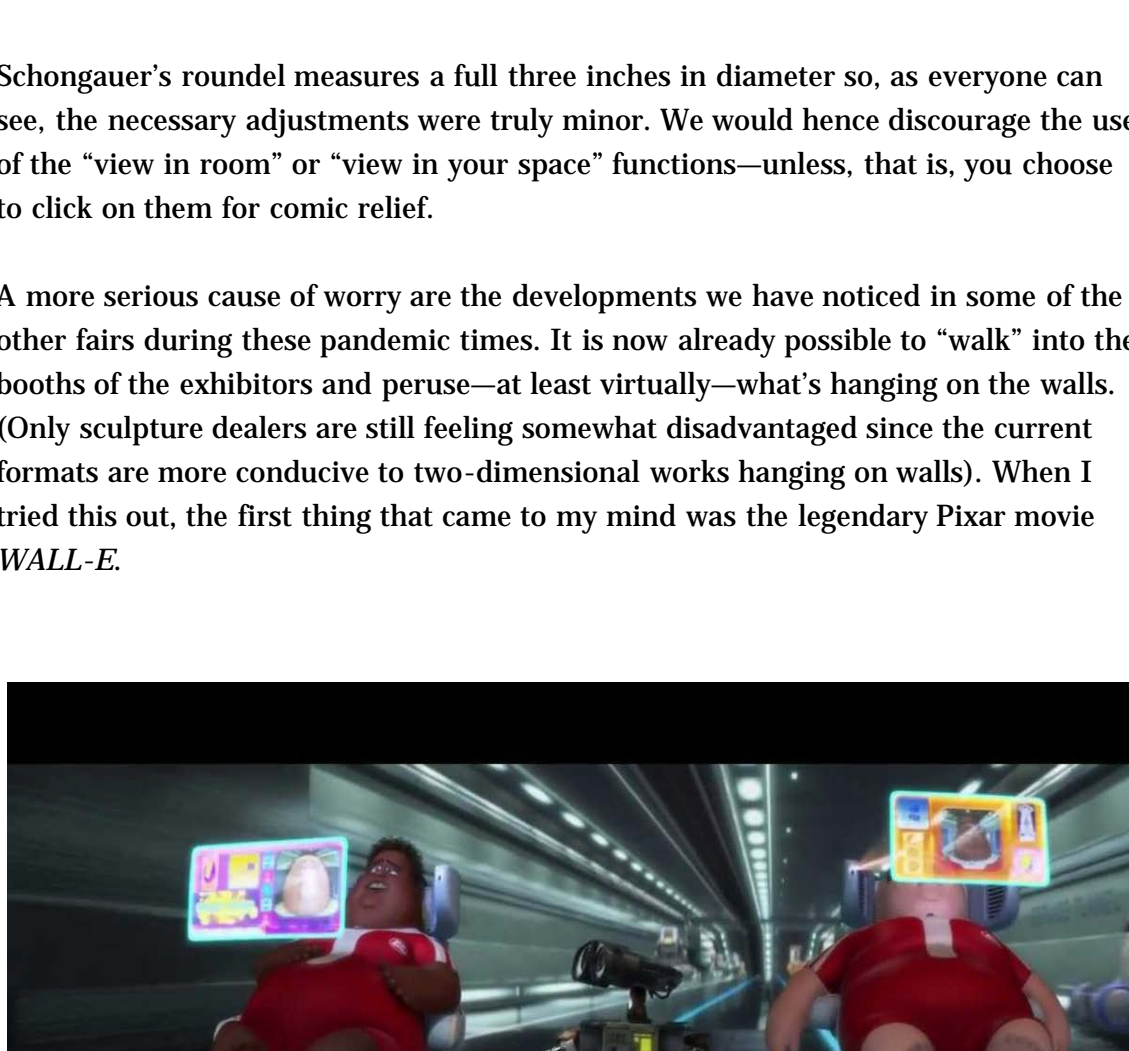 Schongauer’s roundel measures a full three inches in diameter so, as everyone can
see, the necessary adjustments were truly minor. We would hence discourage the use
of the “view in room” or “view in your space” functions—unless, that is, you choose
to click on them for comic relief.
A more serious cause of worry are the developments we have noticed in some of the
other fairs during these pandemic times. It is now already possible to “walk” into the
booths of the exhibitors and peruse—at least virtually—what’s hanging on the walls.
(Only sculpture dealers are still feeling somewhat disadvantaged since the current
formats are more conducive to two-dimensional works hanging on walls). When I
tried this out, the first thing that came to my mind was the legendary Pixar movie
WALL-E.